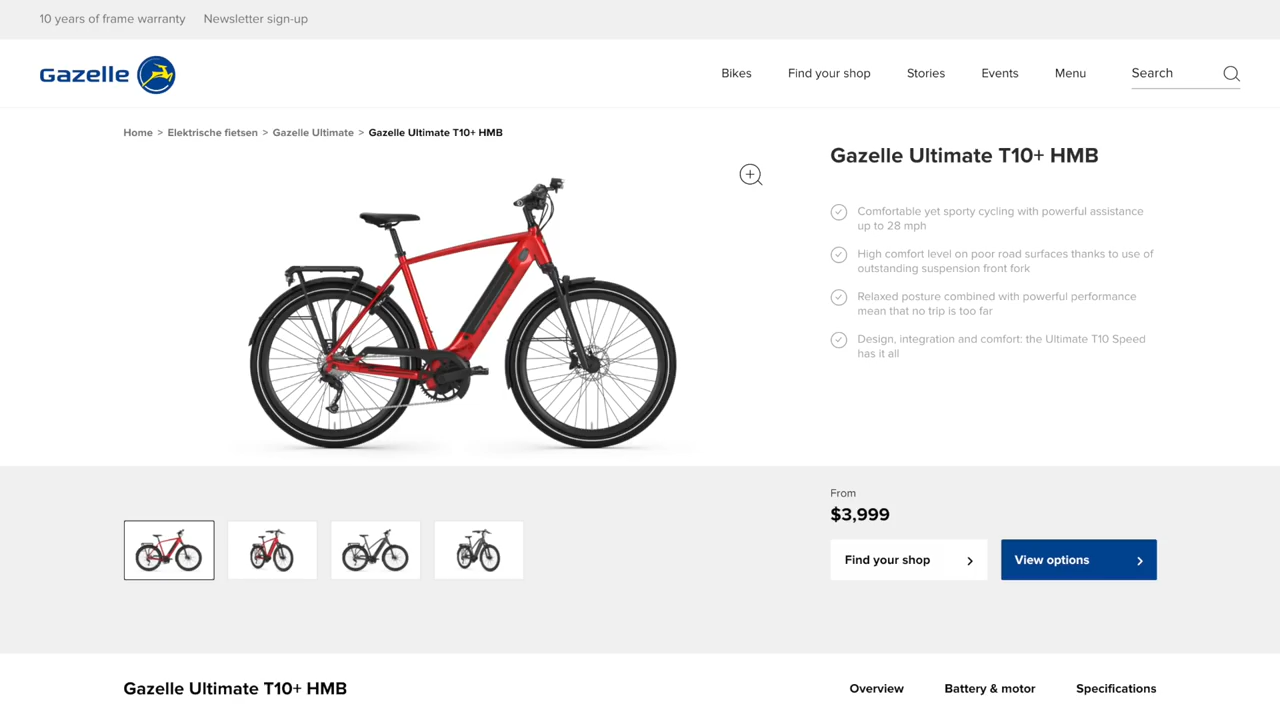 10 years of frame warranty Newsletter sign-up
Gazelle
Bikes Find your shop Stories Events Menu Search
Home > Elektrische fietsen > Gazelle Ultimate > Gazelle Ultimate T10+ HMB
Gazelle Ultimate T10+ HMB
Comfortable yet sporty cycling with powerful assistance
up to 28 mph
High comfort level on poor road surfaces thanks to use of
outstanding suspension front fork
Relaxed posture combined with powerful performance
mean that no trip is too far
Design, integration and comfort: the Ultimate T10 Speed
has it all
From
$3,999
Find your shop View options
Gazelle Ultimate T10+ HMB Overview Battery & motor Specifications